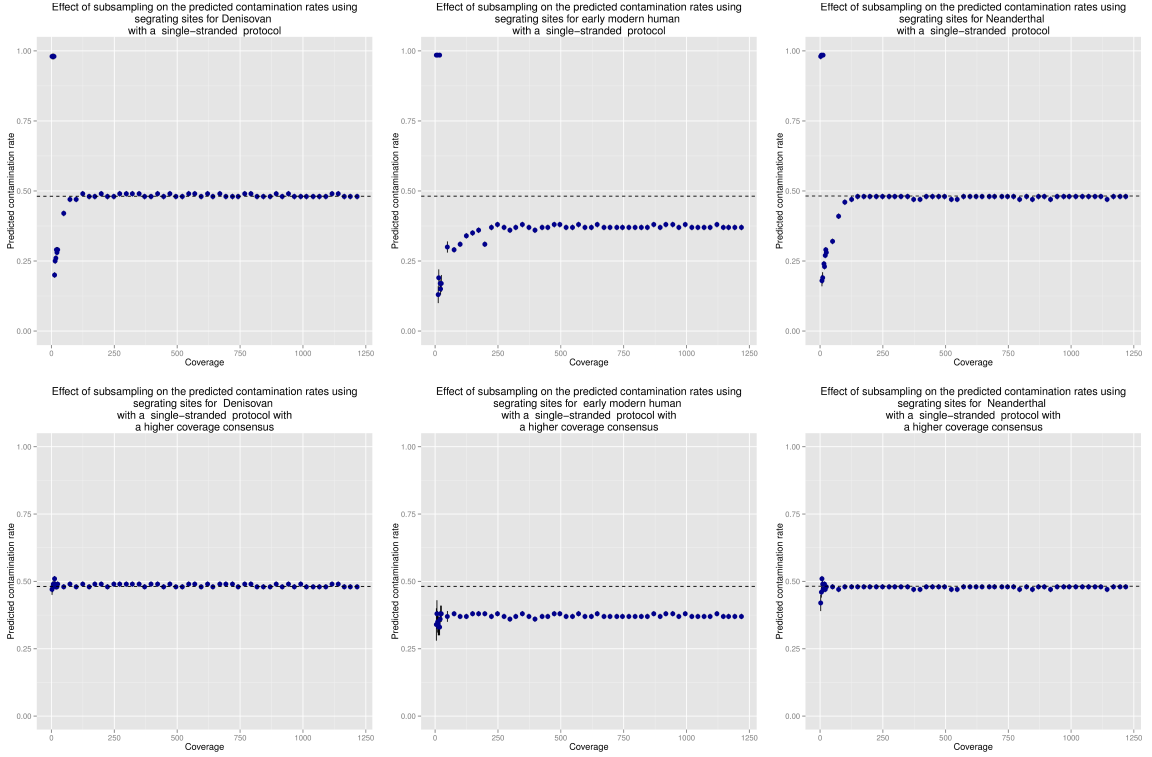 Effect of subsampling on the predicted contamination rates using
segrating sites for Denisovan
with a single−stranded protocol
1.00
0.75
0.50
0.25
0.00
Predicted contamination rate
0
250
500
750
1000
1250
Coverage
Effect of subsampling on the predicted contamination rates using
segrating sites for early modern human
with a single−stranded protocol
1.00
0.75
0.50
0.25
0.00
Predicted contamination rate
0
250
500
750
1000
1250
Coverage
Effect of subsampling on the predicted contamination rates using
segrating sites for Neanderthal
with a single−stranded protocol
1.00
0.75
0.50
0.25
0.00
Predicted contamination rate
0
250
500
750
1000
1250
Coverage
Effect of subsampling on the predicted contamination rates using
segrating sites for Denisovan
with a single−stranded protocol with
a higher coverage consensus
1.00
0.75
0.50
0.25
0.00
Predicted contamination rate
0
250
500
750
1000
1250
Coverage
Effect of subsampling on the predicted contamination rates using
segrating sites for early modern human
with a single−stranded protocol with
a higher coverage consensus
1.00
0.75
0.50
0.25
0.00
Predicted contamination rate
0
250
500
750
1000
1250
Coverage
Effect of subsampling on the predicted contamination rates using
segrating sites for Neanderthal
with a single−stranded protocol with
a higher coverage consensus
1.00
0.75
0.50
0.25
0.00
Predicted contamination rate
0
250
500
750
1000
1250
Coverage